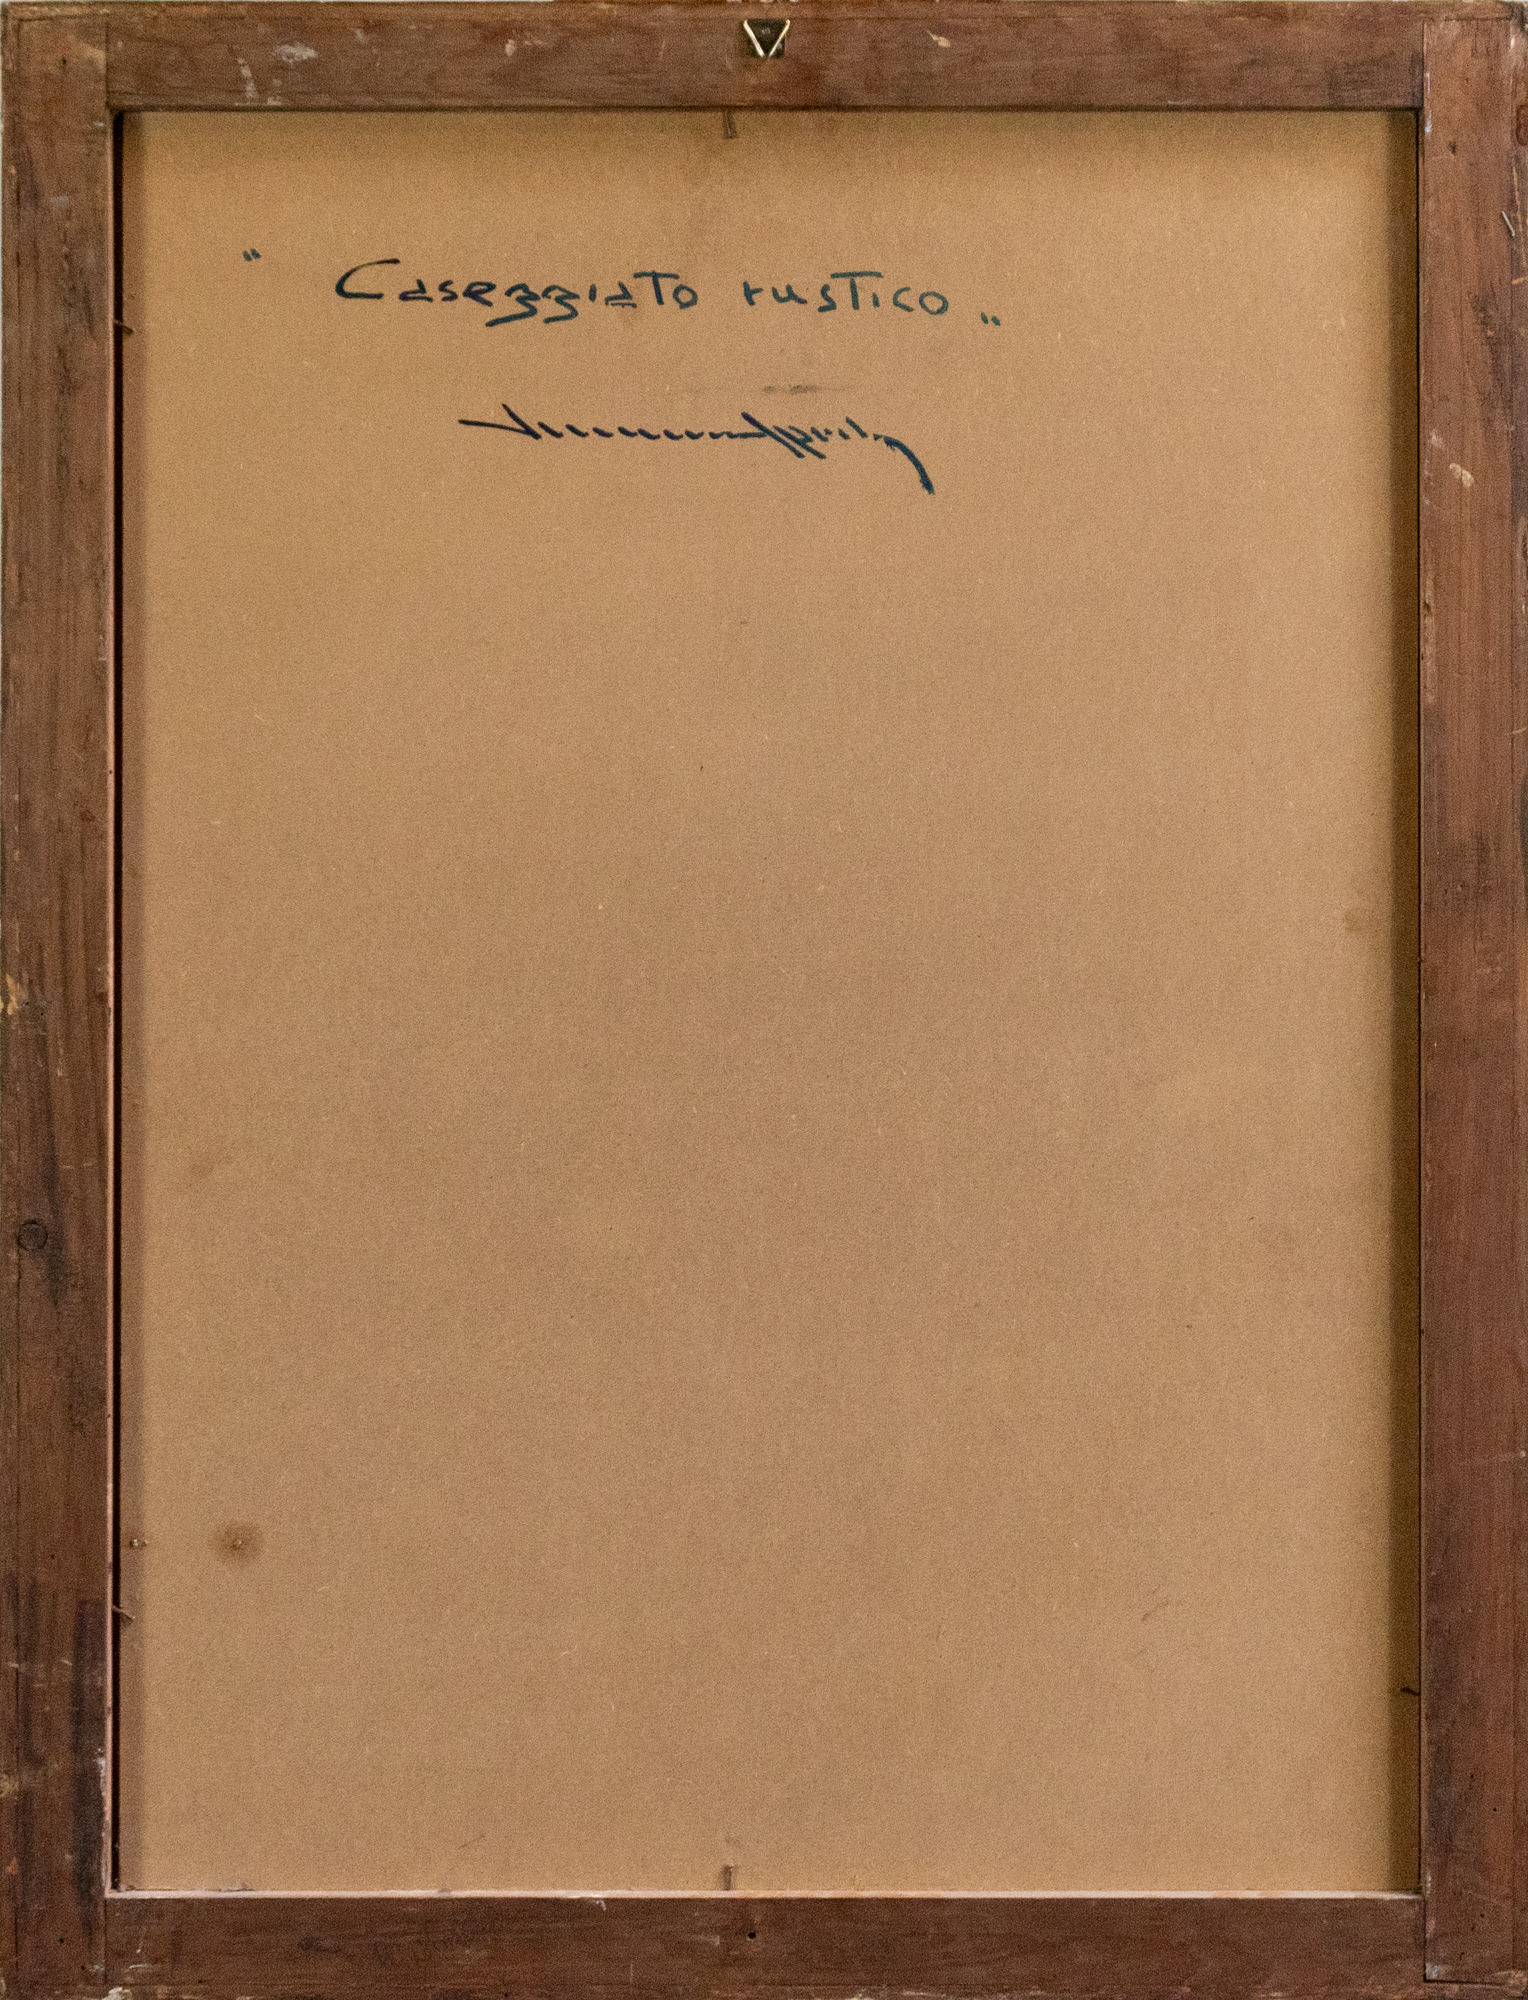 " Caseggiato rustico "